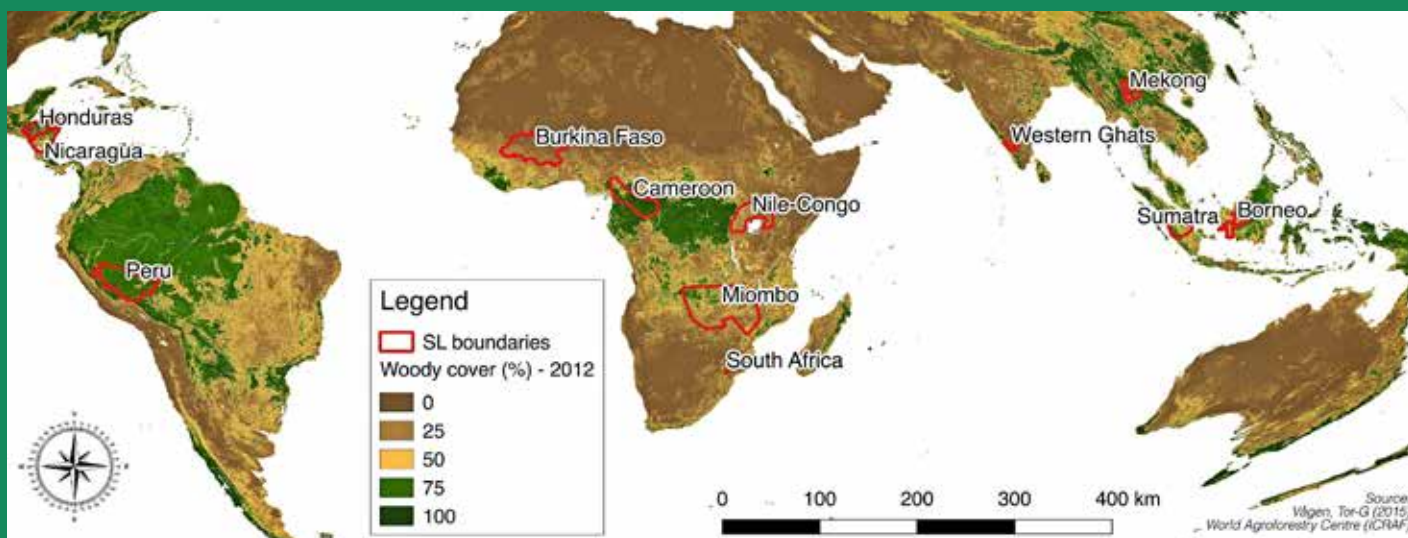 Honduras
Nicaragua
Peru
Burkina Faso
Cameroon
Nile-Congo
Miombo
South Africa
Mekong
Western Ghats
Sumatra
Borneo
Legend
SL boundaries
Woody cover (%) - 2012
0
25
50
75
100
0 100 200 300 400 km
Source
Vågen, Tor-G (2015)
World Agroforestry Centre (ICRAF)